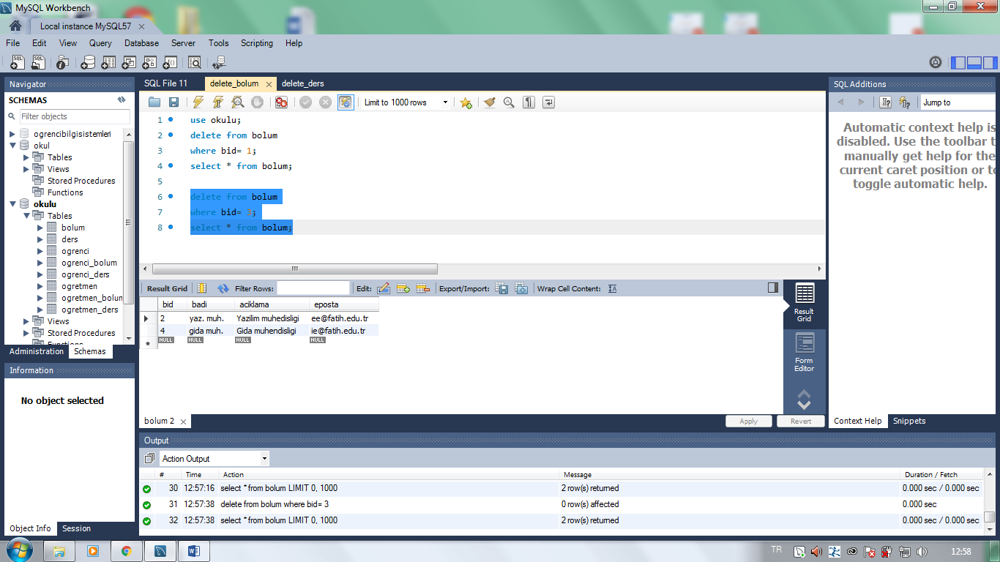 MySQL Workbench
Local instance MySQL57
File Edit View Query Database Server Tools Scripting Help
Navigator
SCHEMAS
Filter objects
ogrencibilgisistemleri
okul
Tables
Views
Stored Procedures
Functions
okulu
Tables
bolum
ders
ogrenci
ogrenci_bolum
ogrenci_ders
ogretmen
ogretmen_bolun
ogretmen_ders
Views
Stored Procedures
Functions
Administration Schemas
Information
No object selected
Object Info Session
SQL File 11 delete_bolum delete_ders
Limit to 1000 rows
1 use okulu;
2 delete from bolum
3 where bid= 1;
4 select * from bolum;
5
6 delete from bolum
7 where bid= 3;
8 select * from bolum;
Result Grid Filter Rows: Edit: Export/Import: Wrap Cell Content:
bid badi aciklama eposta
2 yaz. muh. Yazilim muhedisligi ee@fatih.edu.tr
4 gida muh. Gida muhendisligi ie@fatih.edu.tr
NULL NULL NULL NULL
Result
Grid
Form
Editor
bolum 2
Apply Revert
SQL Additions
Jump to
Automatic context help is
disabled. Use the toolbar t
manually get help for the
current caret position or to
toggle automatic help.
Context Help Snippets
Output
Action Output
# Time Action Message Duration / Fetch
30 12:57:16 select * from bolum LIMIT 0, 1000 2 row(s) returned 0.000 sec / 0.000 sec
31 12:57:38 delete from bolum where bid= 3 0 row(s) affected 0.000 sec
32 12:57:38 select * from bolum LIMIT 0, 1000 2 row(s) returned 0.000 sec / 0.000 sec
TR 12:58